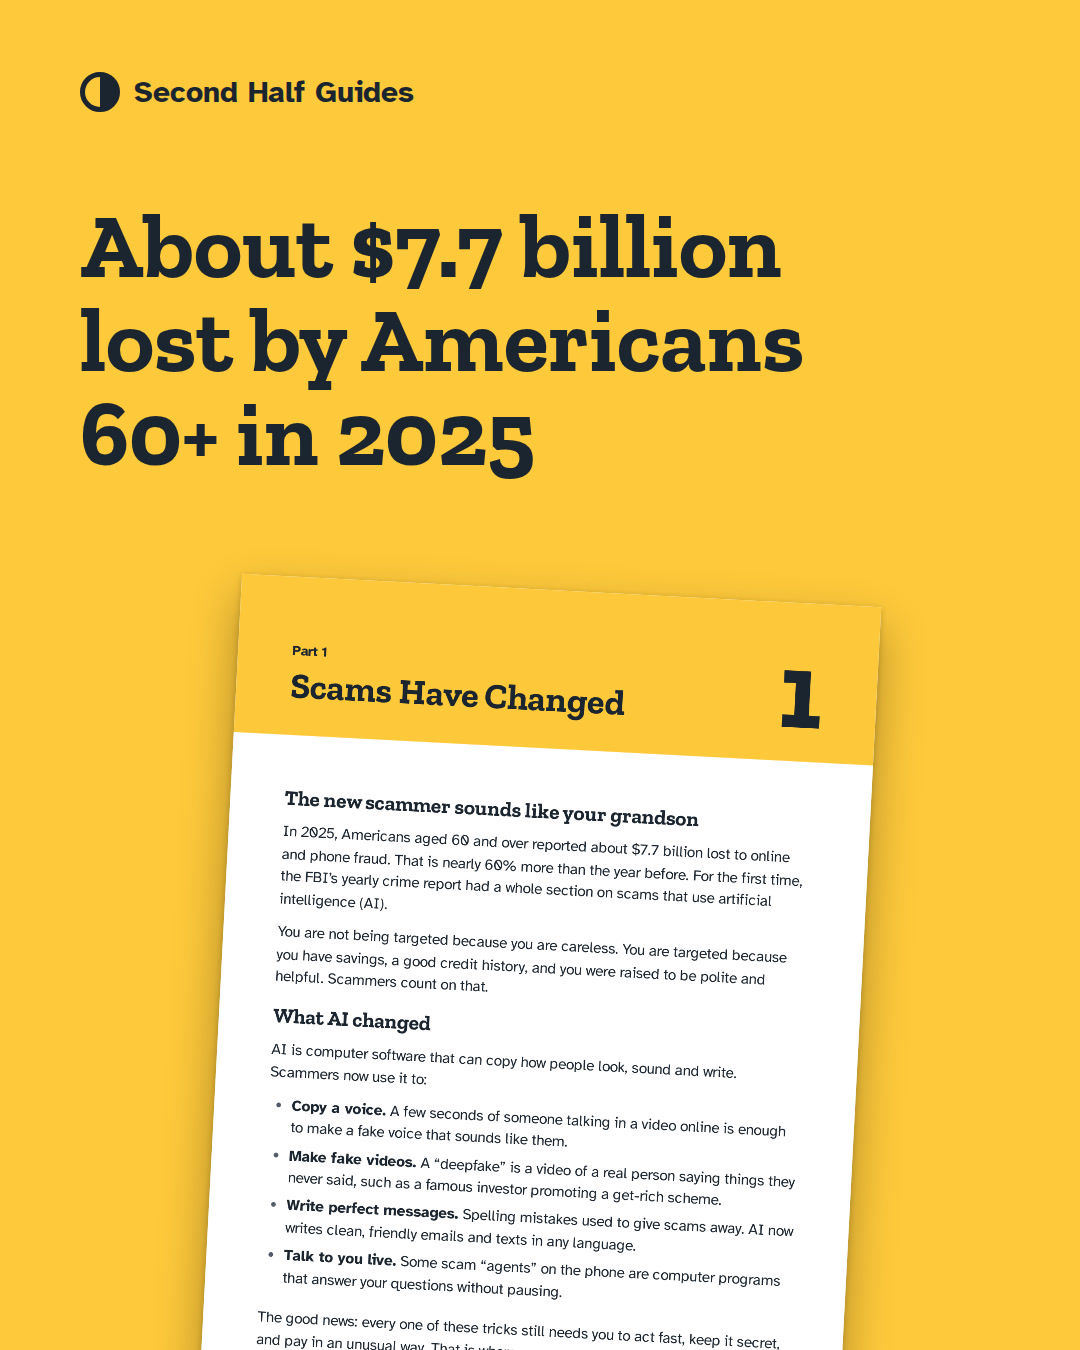 Second Half Guides
About $7.7 billion
lost by Americans
60+ in 2025
Part 1
Scams Have Changed
1
The new scammer sounds like your grandson
In 2025, Americans aged 60 and over reported about $7.7 billion lost to online
and phone fraud. That is nearly 60% more than the year before. For the first time,
the FBI’s yearly crime report had a whole section on scams that use artificial
intelligence (AI).
You are not being targeted because you are careless. You are targeted because
you have savings, a good credit history, and you were raised to be polite and
helpful. Scammers count on that.
What AI changed
AI is computer software that can copy how people look, sound and write.
Scammers now use it to:
• Copy a voice. A few seconds of someone talking in a video online is enough
to make a fake voice that sounds like them.
• Make fake videos. A “deepfake” is a video of a real person saying things they
never said, such as a famous investor promoting a get-rich scheme.
• Write perfect messages. Spelling mistakes used to give scams away. AI now
writes clean, friendly emails and texts in any language.
• Talk to you live. Some scam “agents” on the phone are computer programs
that answer your questions without pausing.
The good news: every one of these tricks still needs you to act fast, keep it secret,
and pay in an unusual way. That is